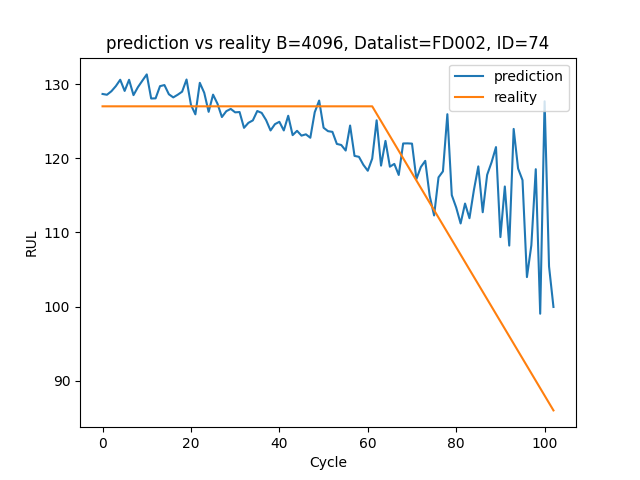 prediction vs reality B=4096, Datalist=FD002, ID=74
prediction
reality
130
120
110
100
90
RUL
0 20 40 60 80 100
Cycle